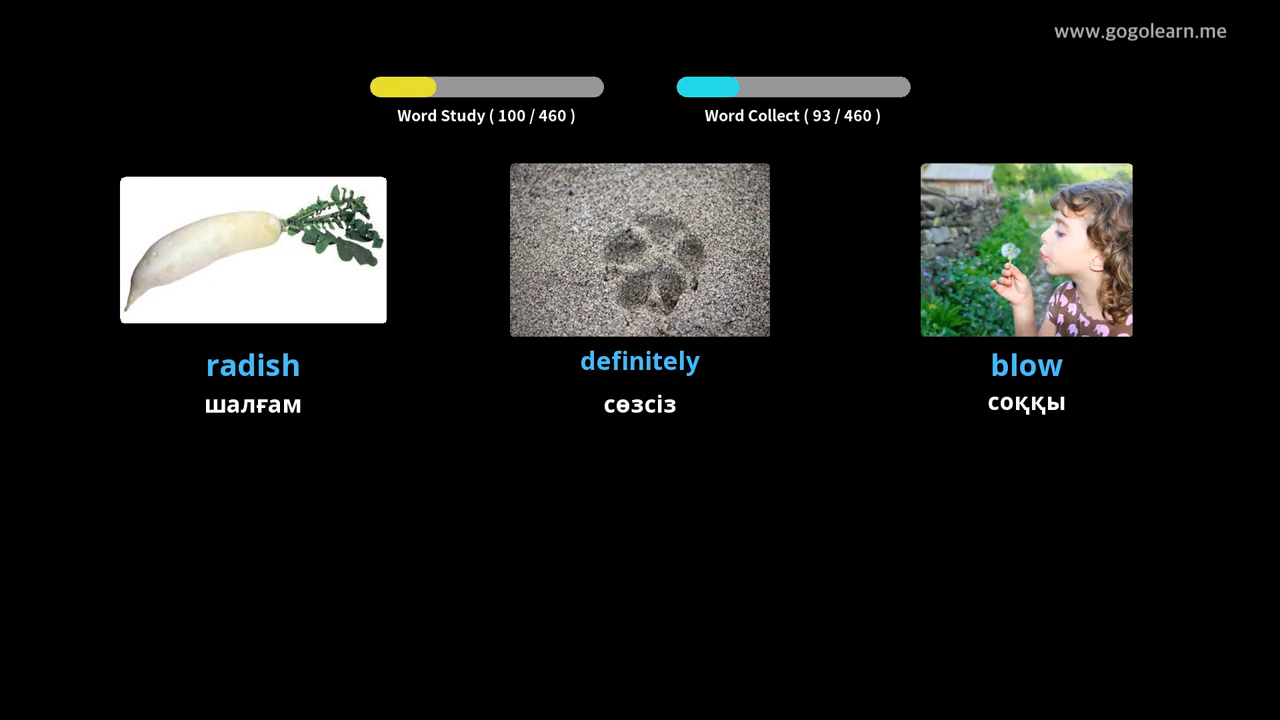 www.gogolearn.me
Word Study ( 100 / 460 )
Word Collect ( 93 / 460 )
radish
definitely
blow
шалғам
сөзсіз
соққы